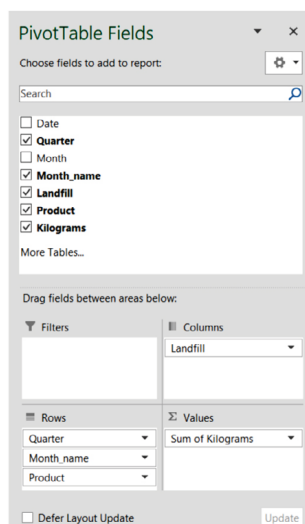 PivotTable Fields
Choose fields to add to report:
Search
Date
Quarter
Month
Month_name
Landfill
Product
Kilograms
More Tables...
Drag fields between areas below:
Filters
Columns
Landfill
Rows
Σ Values
Quarter
Sum of Kilograms
Month_name
Product
Defer Layout Update
Update